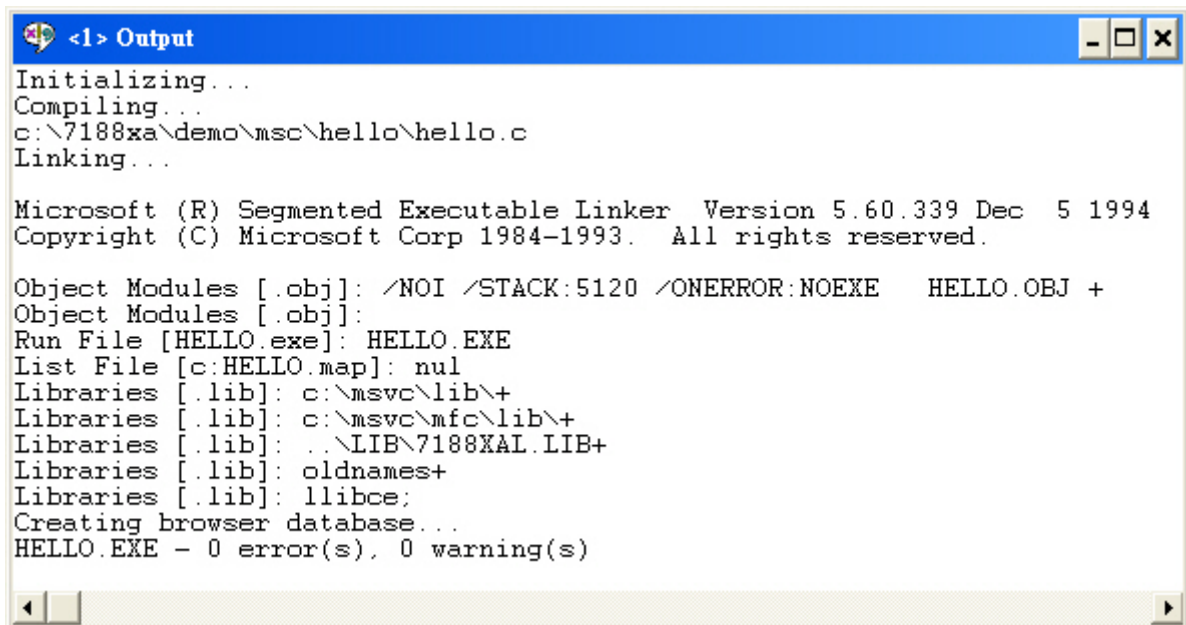 <1> Output
Initializing...
Compiling...
c:\7188xa\demo\msc\hello\hello.c
Linking...
Microsoft (R) Segmented Executable Linker  Version 5.60.339 Dec  5 1994
Copyright (C) Microsoft Corp 1984-1993.  All rights reserved.
Object Modules [.obj]: /NOI /STACK:5120 /ONERROR:NOEXE   HELLO.OBJ +
Object Modules [.obj]:
Run File [HELLO.exe]: HELLO.EXE
List File [c:HELLO.map]: nul
Libraries [.lib]: c:\msvc\lib\+
Libraries [.lib]: c:\msvc\mfc\lib\+
Libraries [.lib]: ..\LIB\7188XAL.LIB+
Libraries [.lib]: oldnames+
Libraries [.lib]: llibce;
Creating browser database...
HELLO.EXE - 0 error(s), 0 warning(s)